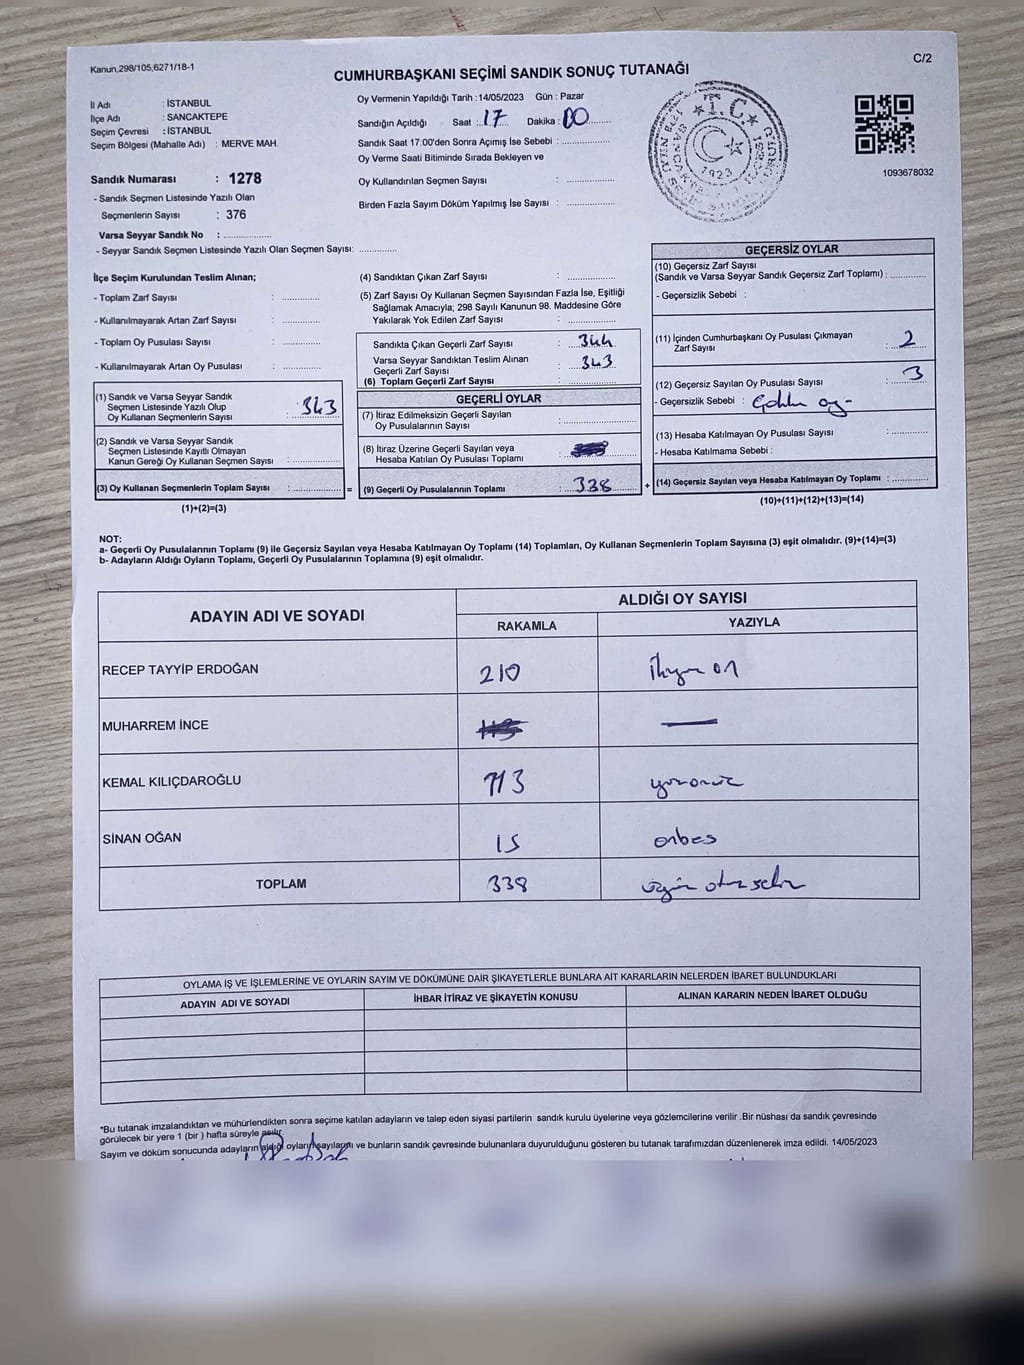 Kanun,298/105,6271/18-1
C/2
CUMHURBAŞKANI SEÇİMİ SANDIK SONUÇ TUTANAĞI
İl Adı : İSTANBUL
İlçe Adı : SANCAKTEPE
Seçim Çevresi : İSTANBUL
Seçim Bölgesi (Mahalle Adı) : MERVE MAH.
Sandık Numarası : 1278
- Sandık Seçmen Listesinde Yazılı Olan
Seçmenlerin Sayısı : 376
Varsa Seyyar Sandık No : ..............
- Seyyar Sandık Seçmen Listesinde Yazılı Olan Seçmen Sayısı: ............
Oy Vermenin Yapıldığı Tarih :14/05/2023 Gün : Pazar
Sandığın Açıldığı Saat : 17 Dakika : 00
Sandık Saat 17.00'den Sonra Açımış İse Sebebi : ..............
Oy Verme Saati Bitiminde Sırada Bekleyen ve
Oy Kullandırılan Seçmen Sayısı : ..............
Birden Fazla Sayım Döküm Yapılmış İse Sayısı : ..............
T.C.
1923
1093678032
İlçe Seçim Kurulundan Teslim Alınan;
- Toplam Zarf Sayısı : ............
- Kullanılmayarak Artan Zarf Sayısı : ............
- Toplam Oy Pusulası Sayısı : ............
- Kullanılmayarak Artan Oy Pusulası : ............
(1) Sandık ve Varsa Seyyar Sandık
Seçmen Listesinde Yazılı Olup
Oy Kullanan Seçmenlerin Sayısı : 343
(2) Sandık ve Varsa Seyyar Sandık
Seçmen Listesinde Kayıtlı Olmayan
Kanun Gereği Oy Kullanan Seçmen Sayısı : ..............
(3) Oy Kullanan Seçmenlerin Toplam Sayısı : .............. =
(1)+(2)=(3)
(4) Sandıktan Çıkan Zarf Sayısı : ..............
(5) Zarf Sayısı Oy Kullanan Seçmen Sayısından Fazla İse, Eşitliği
Sağlamak Amacıyla; 298 Sayılı Kanunun 98. Maddesine Göre
Yakılarak Yok Edilen Zarf Sayısı : ..............
Sandıkta Çıkan Geçerli Zarf Sayısı : 344
Varsa Seyyar Sandıktan Teslim Alınan
Geçerli Zarf Sayısı : 343
(6) Toplam Geçerli Zarf Sayısı : ..............
GEÇERLİ OYLAR
(7) İtiraz Edilmeksizin Geçerli Sayılan
Oy Pusulalarının Sayısı : ..............
(8) İtiraz Üzerine Geçerli Sayılan veya
Hesaba Katılan Oy Pusulası Toplamı :
(9) Geçerli Oy Pusulalarının Toplamı : 338 +
GEÇERSİZ OYLAR
(10) Geçersiz Zarf Sayısı
(Sandık ve Varsa Seyyar Sandık Geçersiz Zarf Toplamı) : ............
- Geçersizlik Sebebi :
(11) İçinden Cumhurbaşkanı Oy Pusulası Çıkmayan
Zarf Sayısı : 2
(12) Geçersiz Sayılan Oy Pusulası Sayısı : 3
- Geçersizlik Sebebi : oy
(13) Hesaba Katılmayan Oy Pusulası Sayısı : ............
- Hesaba Katılmama Sebebi :
(14) Geçersiz Sayılan veya Hesaba Katılmayan Oy Toplamı : ............
(10)+(11)+(12)+(13)=(14)
NOT:
a- Geçerli Oy Pusulalarının Toplamı (9) ile Geçersiz Sayılan veya Hesaba Katılmayan Oy Toplamı (14) Toplamları, Oy Kullanan Seçmenlerin Toplam Sayısına (3) eşit olmalıdır. (9)+(14)=(3)
b- Adayların Aldığı Oyların Toplamı, Geçerli Oy Pusulalarının Toplamına (9) eşit olmalıdır.
ADAYIN ADI VE SOYADI
ALDIĞI OY SAYISI
RAKAMLA YAZIYLA
RECEP TAYYİP ERDOĞAN 210 ikiyüz on
MUHARREM İNCE —
KEMAL KILIÇDAROĞLU 113 yüzonüç
SİNAN OĞAN 15 onbeş
TOPLAM 338 üçyüz otuz sekiz
OYLAMA İŞ VE İŞLEMLERİNE VE OYLARIN SAYIM VE DÖKÜMÜNE DAİR ŞİKAYETLERLE BUNLARA AİT KARARLARIN NELERDEN İBARET BULUNDUKLARI
ADAYIN ADI VE SOYADI İHBAR İTİRAZ VE ŞİKAYETİN KONUSU ALINAN KARARIN NEDEN İBARET OLDUĞU
*Bu tutanak imzalandıktan ve mühürlendikten sonra seçime katılan adayların ve talep eden siyasi partilerin sandık kurulu üyelerine veya gözlemcilerine verilir .Bir nüshası da sandık çevresinde
görülecek bir yere 1 (bir ) hafta süreyle asılır.
Sayım ve döküm sonucunda adayların aldığı oyların sayılarını ve bunların sandık çevresinde bulunanlara duyurulduğunu gösteren bu tutanak tarafımızdan düzenlenerek imza edildi. 14/05/2023